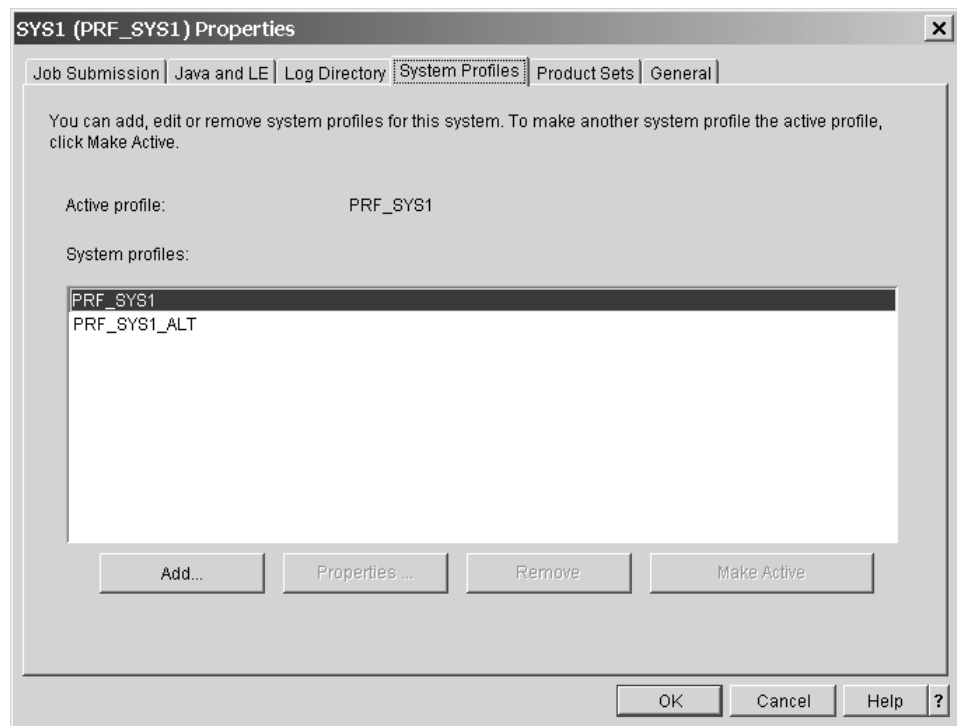 SYS1 (PRF_SYS1) Properties
Job Submission Java and LE Log Directory System Profiles Product Sets General
You can add, edit or remove system profiles for this system. To make another system profile the active profile,
click Make Active.
Active profile: PRF_SYS1
System profiles:
PRF_SYS1
PRF_SYS1_ALT
Add... Properties ... Remove Make Active
OK Cancel Help ?